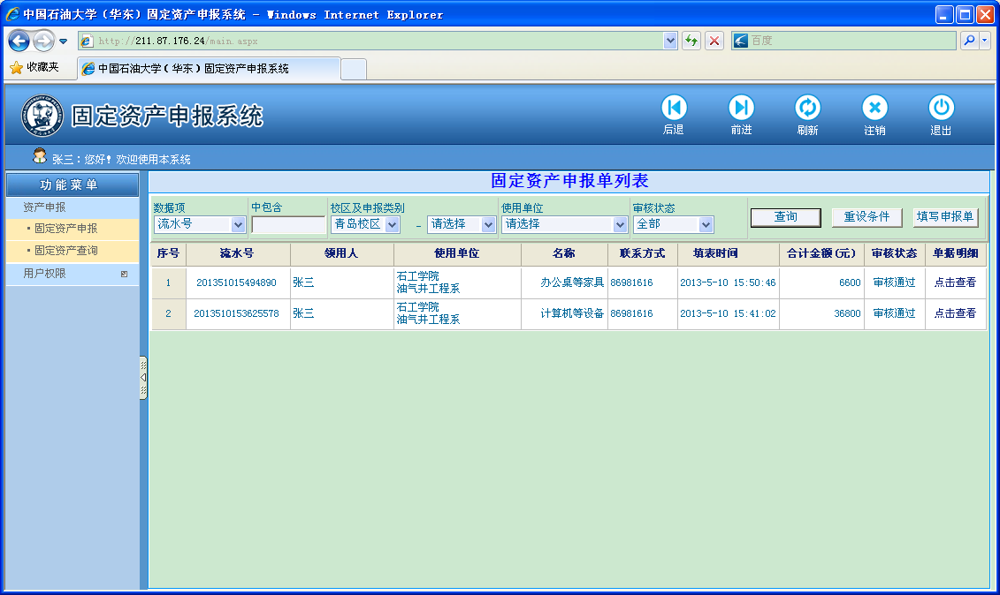 中国石油大学（华东）固定资产申报系统 - Windows Internet Explorer
http://211.87.176.24/main.aspx
百度
收藏夹
中国石油大学（华东）固定资产申报系统
固定资产申报系统
后退 前进 刷新 注销 退出
张三：您好！欢迎使用本系统
功能菜单
资产申报
·固定资产申报
·固定资产查询
用户权限
固定资产申报单列表
数据项 中包含 校区及申报类别 使用单位 审核状态
流水号 青岛校区 - 请选择 请选择 全部 查询 重设条件 填写申报单
序号 流水号 领用人 使用单位 名称 联系方式 填表时间 合计金额(元) 审核状态 单据明细
1 201351015494890 张三 石工学院 油气井工程系 办公桌等家具 86981616 2013-5-10 15:50:46 6600 审核通过 点击查看
2 2013510153625578 张三 石工学院 油气井工程系 计算机等设备 86981616 2013-5-10 15:41:02 36800 审核通过 点击查看